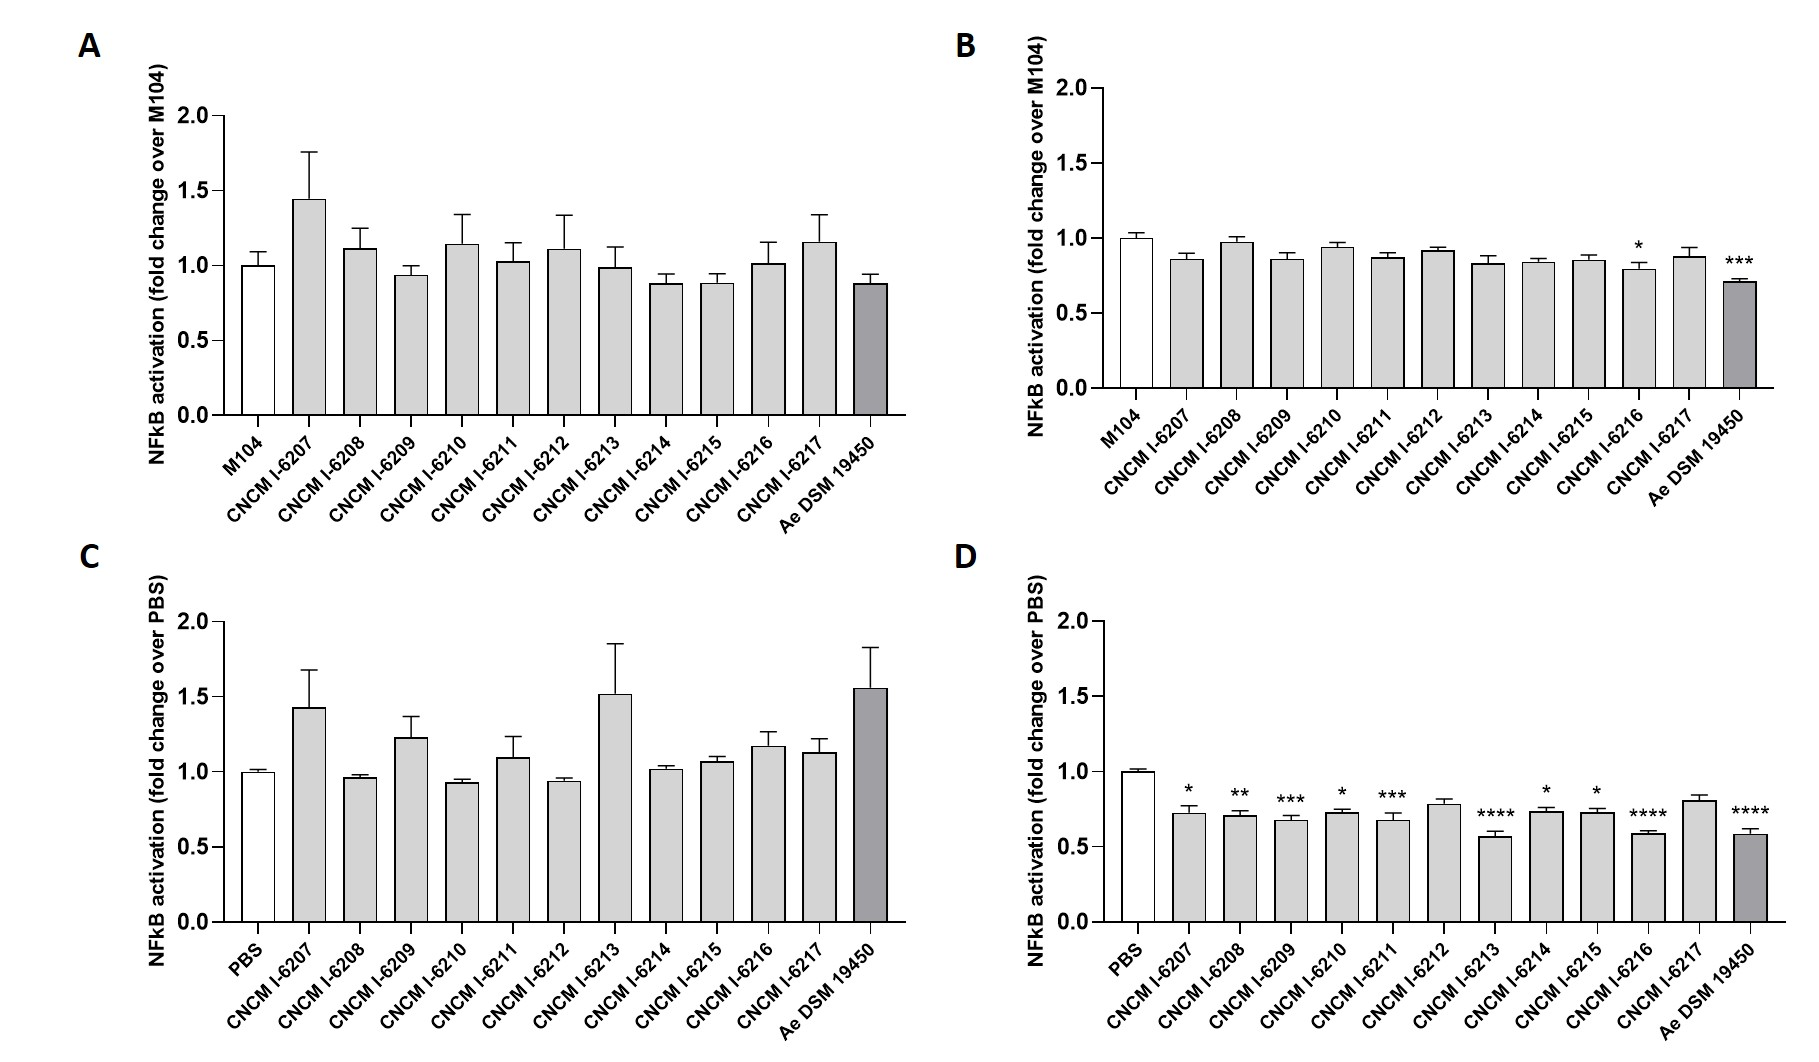 A
NFkB activation (fold change over M104)
2.0
1.5
1.0
0.5
0.0
M104
CNCM I-6207
CNCM I-6208
CNCM I-6209
CNCM I-6210
CNCM I-6211
CNCM I-6212
CNCM I-6213
CNCM I-6214
CNCM I-6215
CNCM I-6216
CNCM I-6217
Ae DSM 19450
B
NFkB activation (fold change over M104)
2.0
1.5
1.0
0.5
0.0
*
***
M104
CNCM I-6207
CNCM I-6208
CNCM I-6209
CNCM I-6210
CNCM I-6211
CNCM I-6212
CNCM I-6213
CNCM I-6214
CNCM I-6215
CNCM I-6216
CNCM I-6217
Ae DSM 19450
C
NFkB activation (fold change over PBS)
2.0
1.5
1.0
0.5
0.0
PBS
CNCM I-6207
CNCM I-6208
CNCM I-6209
CNCM I-6210
CNCM I-6211
CNCM I-6212
CNCM I-6213
CNCM I-6214
CNCM I-6215
CNCM I-6216
CNCM I-6217
Ae DSM 19450
D
NFkB activation (fold change over PBS)
2.0
1.5
1.0
0.5
0.0
*
**
***
*
***
****
*
*
****
****
PBS
CNCM I-6207
CNCM I-6208
CNCM I-6209
CNCM I-6210
CNCM I-6211
CNCM I-6212
CNCM I-6213
CNCM I-6214
CNCM I-6215
CNCM I-6216
CNCM I-6217
Ae DSM 19450